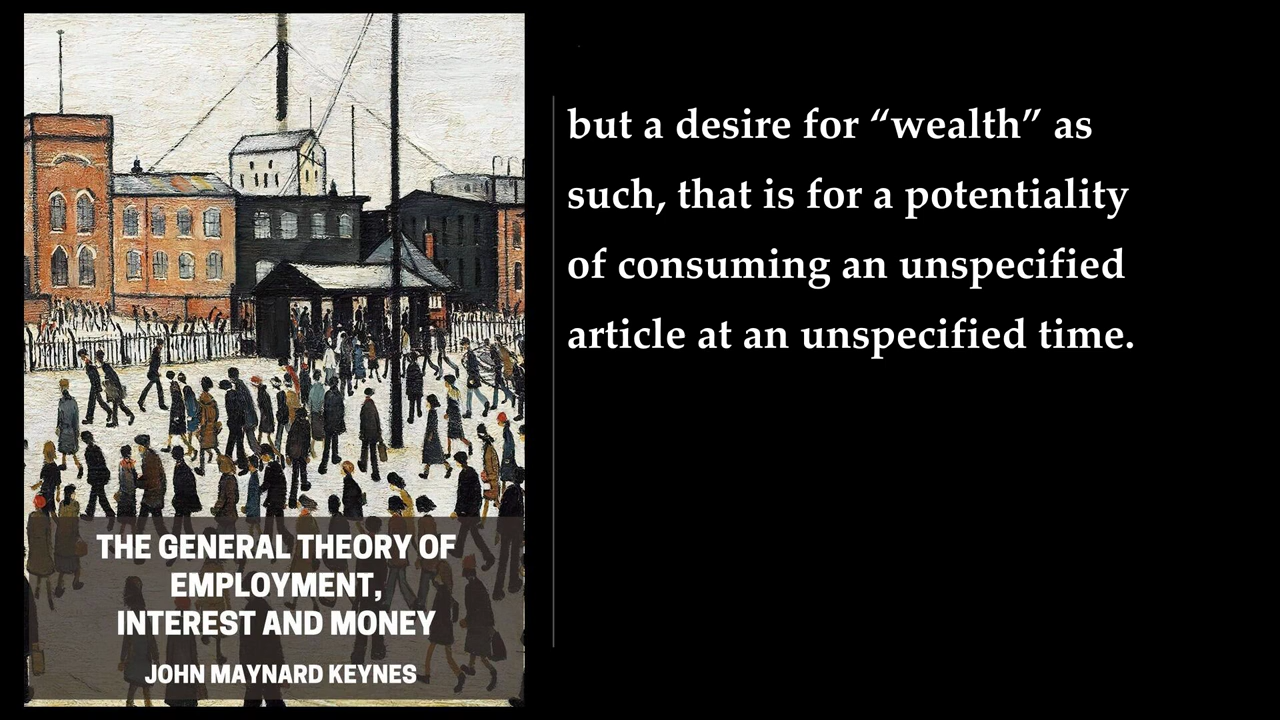 THE GENERAL THEORY OF
EMPLOYMENT,
INTEREST AND MONEY
JOHN MAYNARD KEYNES
but a desire for “wealth” as
such, that is for a potentiality
of consuming an unspecified
article at an unspecified time.